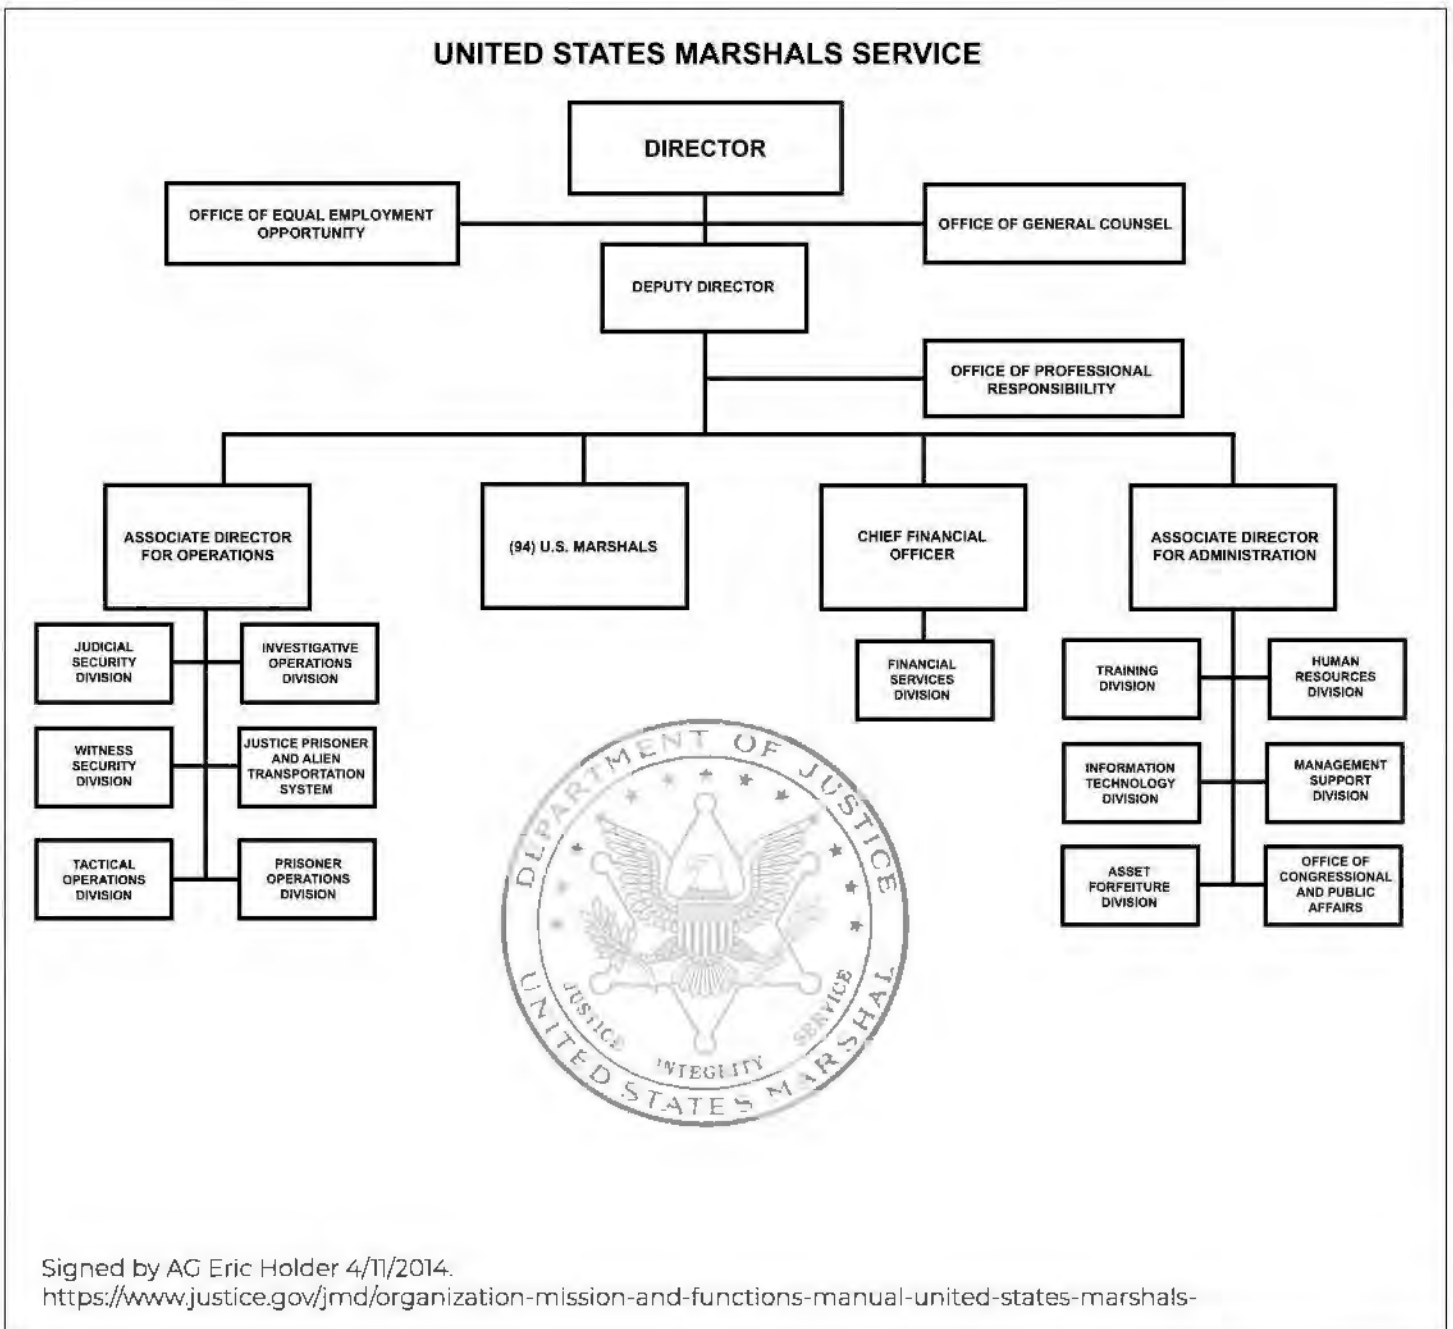 UNITED STATES MARSHALS SERVICE
DIRECTOR
OFFICE OF EQUAL EMPLOYMENT
OPPORTUNITY
OFFICE OF GENERAL COUNSEL
DEPUTY DIRECTOR
OFFICE OF PROFESSIONAL
RESPONSIBIILITY
ASSOCIATE DIRECTOR
FOR OPERATIONS
(94) U.S. MARSHALS
CHIEF FINANCIAL
OFFICER
ASSOCIATE DIRECTOR
FOR ADMINISTRATION
JUDICIAL
SECURITY
DIVISION
INVESTIGATIVE
OPERATIONS
DIVISION
WITNESS
SECURITY
DIVISION
JUSTICE PRISONER
AND ALIEN
TRANSPORTATION
SYSTEM
TACTICAL
OPERATIONS
DIVISION
PRISONER
OPERATIONS
DIVISION
FINANCIAL
SERVICES
DIVISION
TRAINING
DIVISION
HUMAN
RESOURCES
DIVISION
INFORMATION
TECHNOLOGY
DIVISION
MANAGEMENT
SUPPORT
DIVISION
ASSET
FORFEITURE
DIVISION
OFFICE OF
CONGRESSIONAL
AND PUBLIC
AFFAIRS
DEPARTMENT OF JUSTICE
JUSTICE INTEGRITY SERVICE
UNITED STATES MARSHAL
Signed by AG Eric Holder 4/11/2014.
https://www.justice.gov/jmd/organization-mission-and-functions-manual-united-states-marshals-